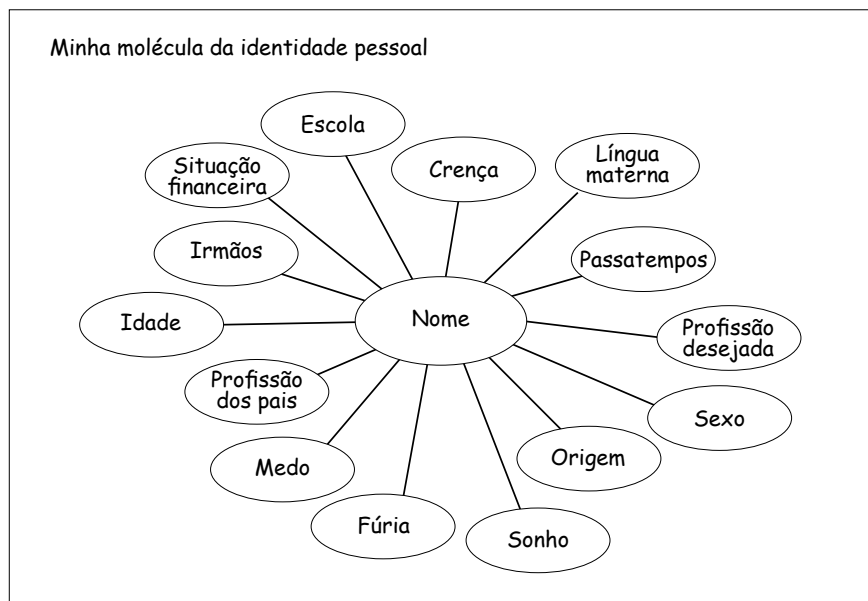 Minha molécula da identidade pessoal
Escola
Crença
Língua
materna
Situação
financeira
Irmãos
Passatempos
Idade
Nome
Profissão
desejada
Profissão
dos pais
Sexo
Medo
Origem
Fúria
Sonho